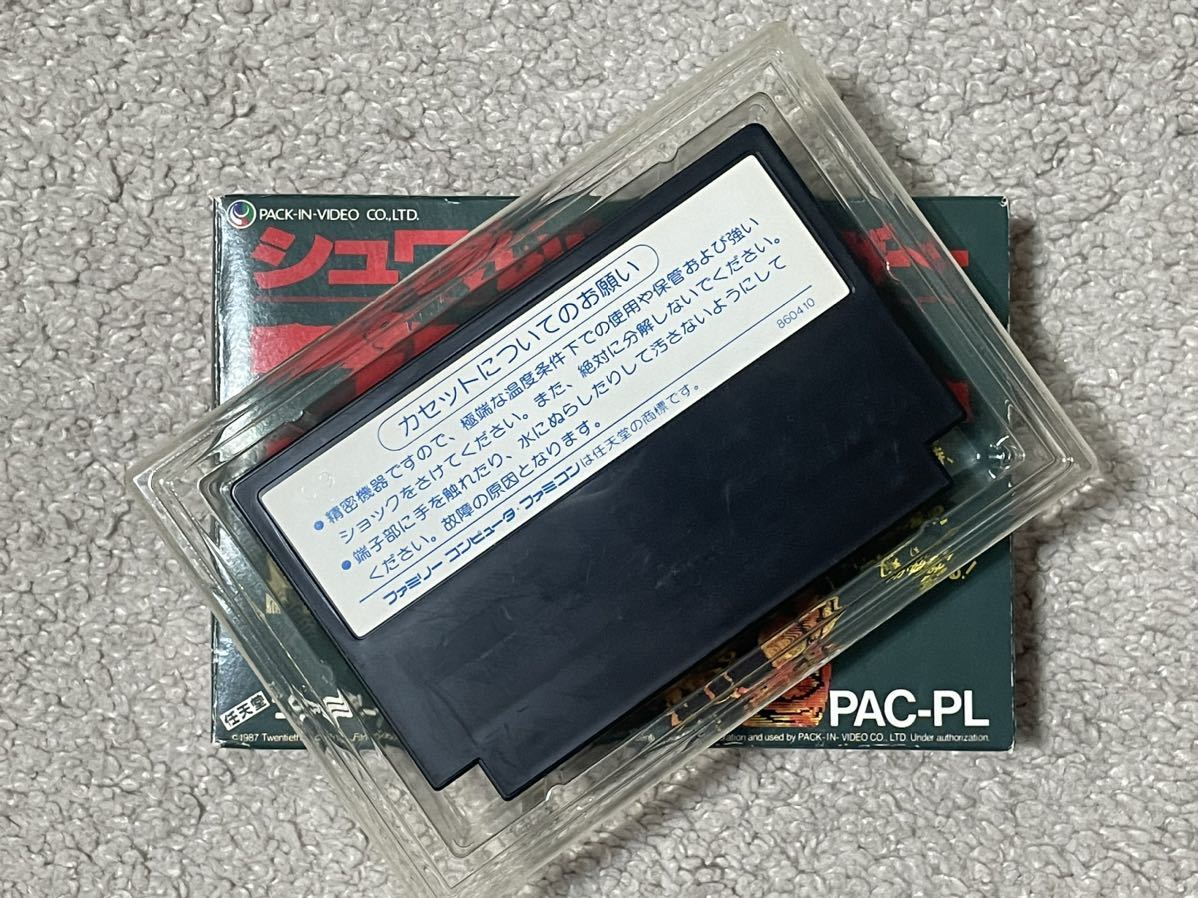 PACK-IN-VIDEO CO.,LTD.
シュワ
カセットについてのお願い
●精密機器ですので、極端な温度条件下での使用や保管および強い
ショックをさけてください。また、絶対に分解しないでください。
●端子部に手を触れたり、水にぬらしたりして汚さないようにして
ください。故障の原因となります。
860410
ファミリーコンピュータ・ファミコンは任天堂の商標です。
任天堂
PAC-PL
©1987 Twentieth
and used by PACK-IN-VIDEO CO., LTD. Under authorization.